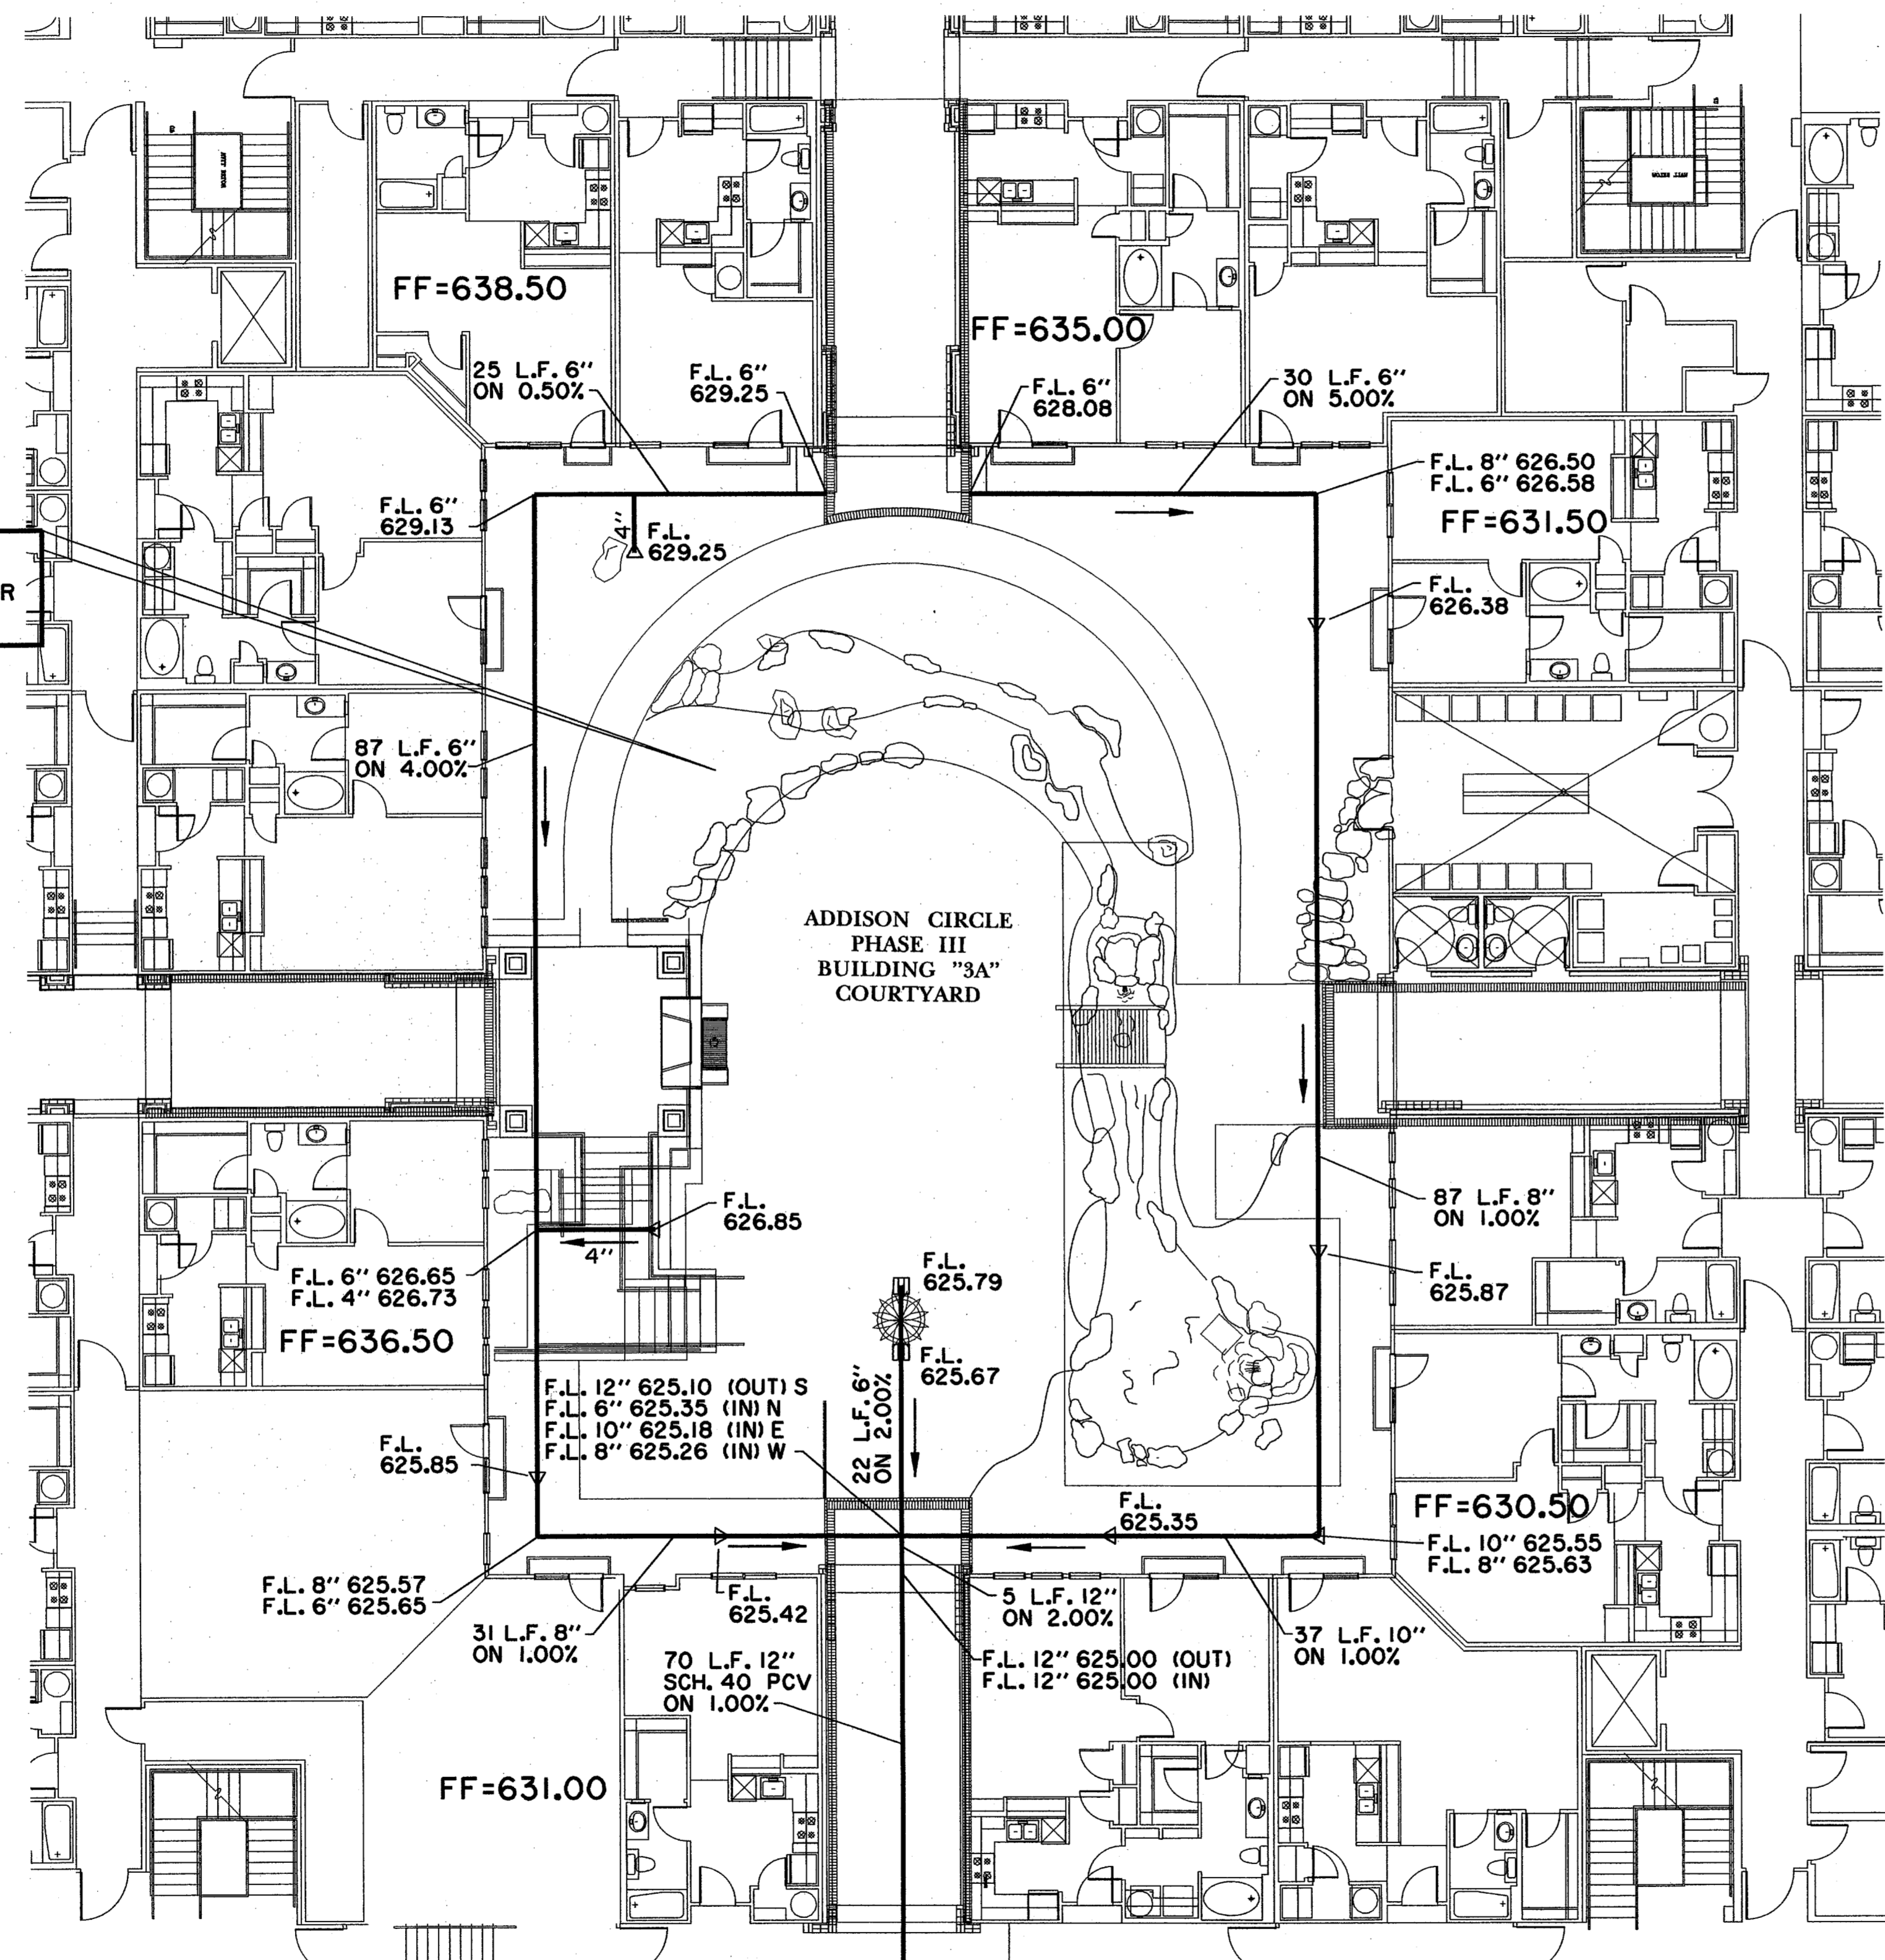 FF=638.50
FF=635.00
25 L.F. 6"
ON 0.50%
F.L. 6"
629.25
F.L. 6"
628.08
30 L.F. 6"
ON 5.00%
F.L. 8" 626.50
F.L. 6" 626.58
FF=631.50
F.L. 6"
629.13
4"
F.L.
629.25
R
F.L.
626.38
87 L.F. 6"
ON 4.00%
ADDISON CIRCLE
PHASE III
BUILDING "3A"
COURTYARD
F.L.
626.85
4"
87 L.F. 8"
ON 1.00%
F.L. 6" 626.65
F.L. 4" 626.73
FF=636.50
F.L.
625.79
F.L.
625.87
F.L.
625.67
F.L. 12" 625.10 (OUT) S
F.L. 6" 625.35 (IN) N
F.L. 10" 625.18 (IN) E
F.L. 8" 625.26 (IN) W
22 L.F. 6"
ON 2.00%
F.L.
625.85
F.L.
625.35
FF=630.50
F.L. 10" 625.55
F.L. 8" 625.63
F.L. 8" 625.57
F.L. 6" 625.65
F.L.
625.42
31 L.F. 8"
ON 1.00%
5 L.F. 12"
ON 2.00%
37 L.F. 10"
ON 1.00%
70 L.F. 12"
SCH. 40 PCV
ON 1.00%
F.L. 12" 625.00 (OUT)
F.L. 12" 625.00 (IN)
FF=631.00